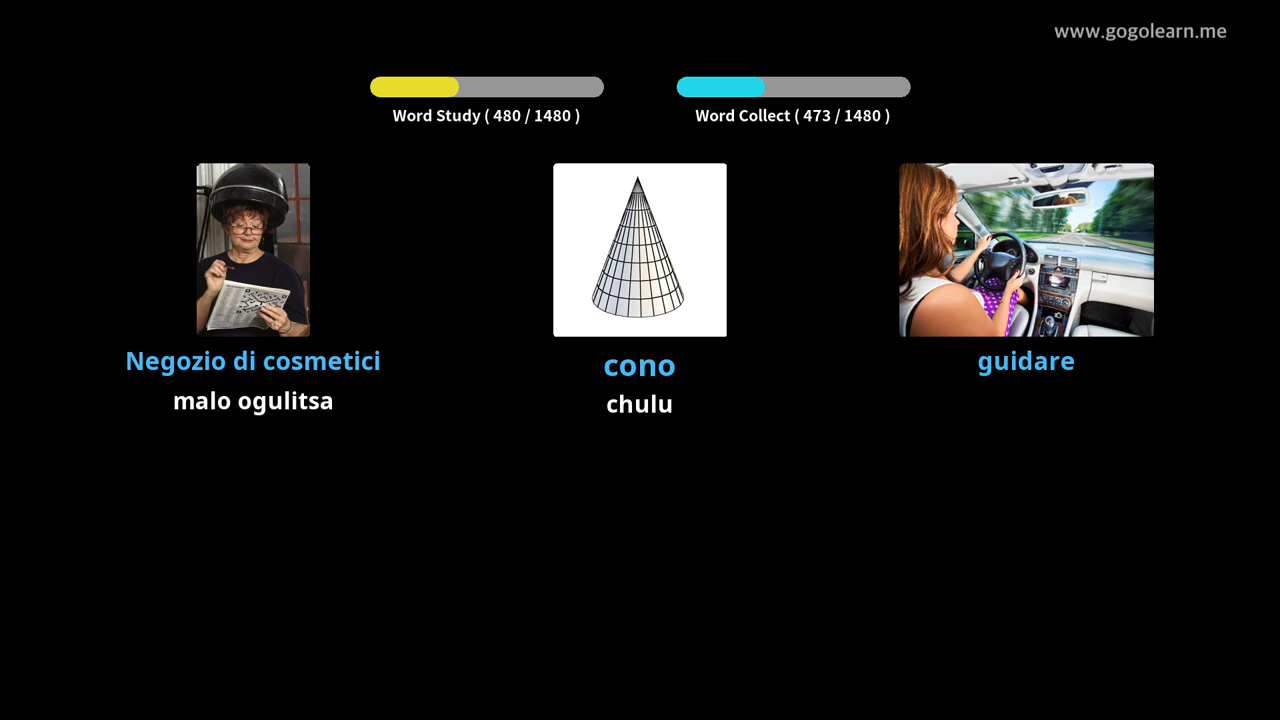 www.gogolearn.me
Word Study ( 480 / 1480 )
Word Collect ( 473 / 1480 )
Negozio di cosmetici
malo ogulitsa
cono
chulu
guidare